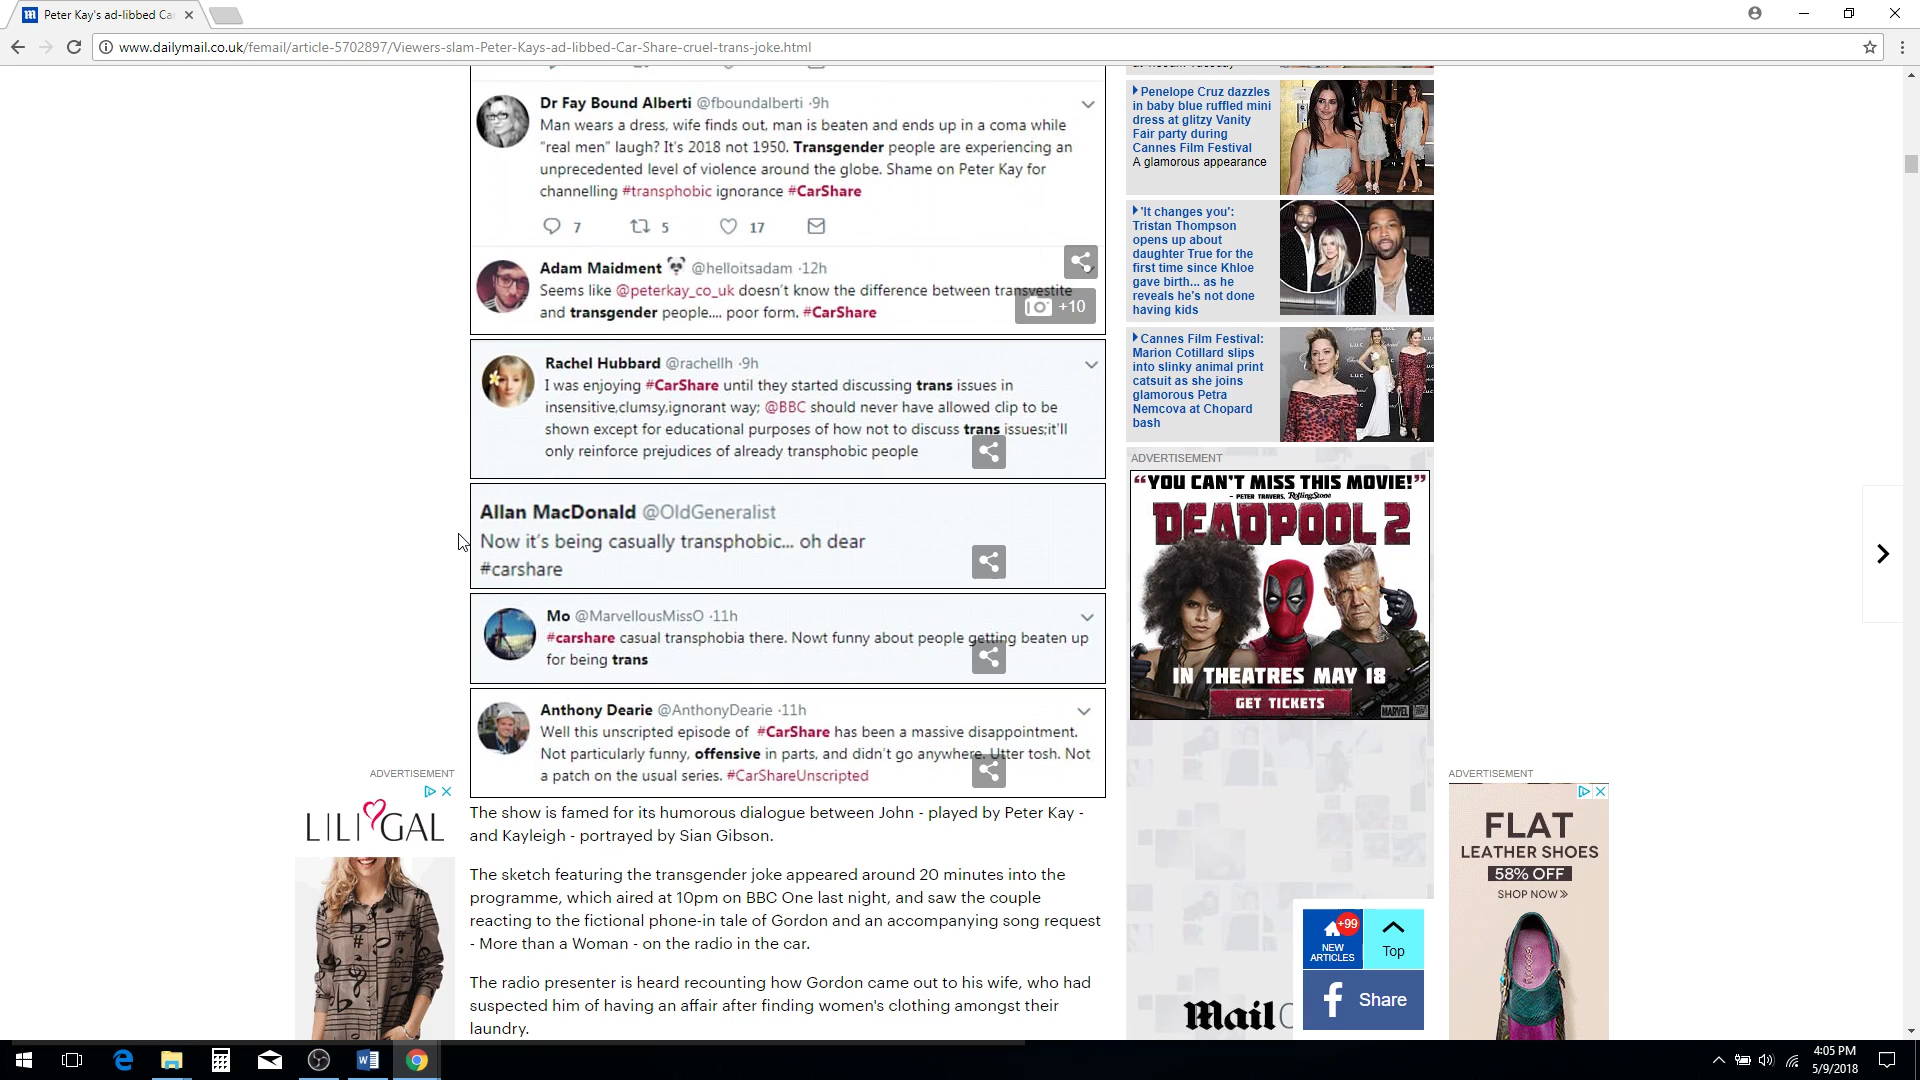 Peter Kay's ad-libbed Ca
www.dailymail.co.uk/femail/article-5702897/Viewers-slam-Peter-Kays-ad-libbed-Car-Share-cruel-trans-joke.html
Dr Fay Bound Alberti @fboundalberti ·9h
Man wears a dress, wife finds out, man is beaten and ends up in a coma while
"real men" laugh? It's 2018 not 1950. Transgender people are experiencing an
unprecedented level of violence around the globe. Shame on Peter Kay for
channelling #transphobic ignorance #CarShare
7 5 17
Adam Maidment @helloitsadam ·12h
Seems like @peterkay_co_uk doesn't know the difference between transvestite
and transgender people.... poor form. #CarShare
+10
Rachel Hubbard @rachellh ·9h
I was enjoying #CarShare until they started discussing trans issues in
insensitive,clumsy,ignorant way; @BBC should never have allowed clip to be
shown except for educational purposes of how not to discuss trans issues;it'll
only reinforce prejudices of already transphobic people
Allan MacDonald @OldGeneralist
Now it's being casually transphobic... oh dear
#carshare
Mo @MarvellousMissO ·11h
#carshare casual transphobia there. Nowt funny about people getting beaten up
for being trans
Anthony Dearie @AnthonyDearie ·11h
Well this unscripted episode of #CarShare has been a massive disappointment.
Not particularly funny, offensive in parts, and didn't go anywhere. Utter tosh. Not
a patch on the usual series. #CarShareUnscripted
The show is famed for its humorous dialogue between John - played by Peter Kay -
and Kayleigh - portrayed by Sian Gibson.
The sketch featuring the transgender joke appeared around 20 minutes into the
programme, which aired at 10pm on BBC One last night, and saw the couple
reacting to the fictional phone-in tale of Gordon and an accompanying song request
- More than a Woman - on the radio in the car.
The radio presenter is heard recounting how Gordon came out to his wife, who had
suspected him of having an affair after finding women's clothing amongst their
laundry.
Penelope Cruz dazzles
in baby blue ruffled mini
dress at glitzy Vanity
Fair party during
Cannes Film Festival
A glamorous appearance
'It changes you':
Tristan Thompson
opens up about
daughter True for the
first time since Khloe
gave birth... as he
reveals he's not done
having kids
Cannes Film Festival:
Marion Cotillard slips
into slinky animal print
catsuit as she joins
glamorous Petra
Nemcova at Chopard
bash
ADVERTISEMENT
"YOU CAN'T MISS THIS MOVIE!"
- PETER TRAVERS, RollingStone
DEADPOOL 2
IN THEATRES MAY 18
GET TICKETS
MARVEL
ADVERTISEMENT
LILIGAL
ADVERTISEMENT
FLAT
LEATHER SHOES
58% OFF
SHOP NOW »
+99
NEW
ARTICLES
Top
Share
Mail
4:05 PM
5/9/2018